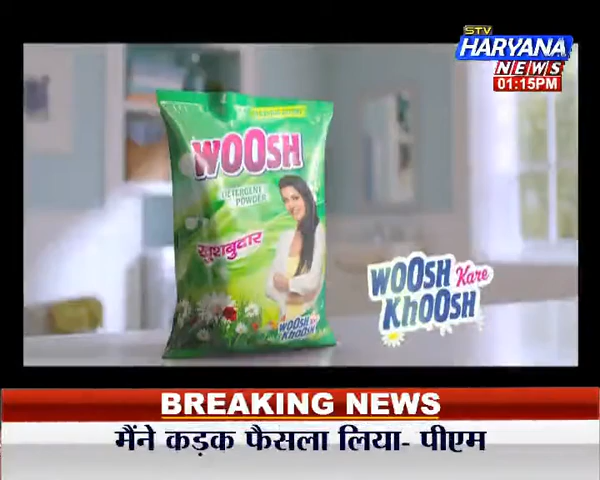 STV
HARYANA
NEWS
01:15PM
WOOSH
DETERGENT
POWDER
खुशबुदार
WOOSH Kare
KhOOSH
WOOSH Kare
KhOOSH
BREAKING NEWS
मैंने कड़क फैसला लिया- पीएम